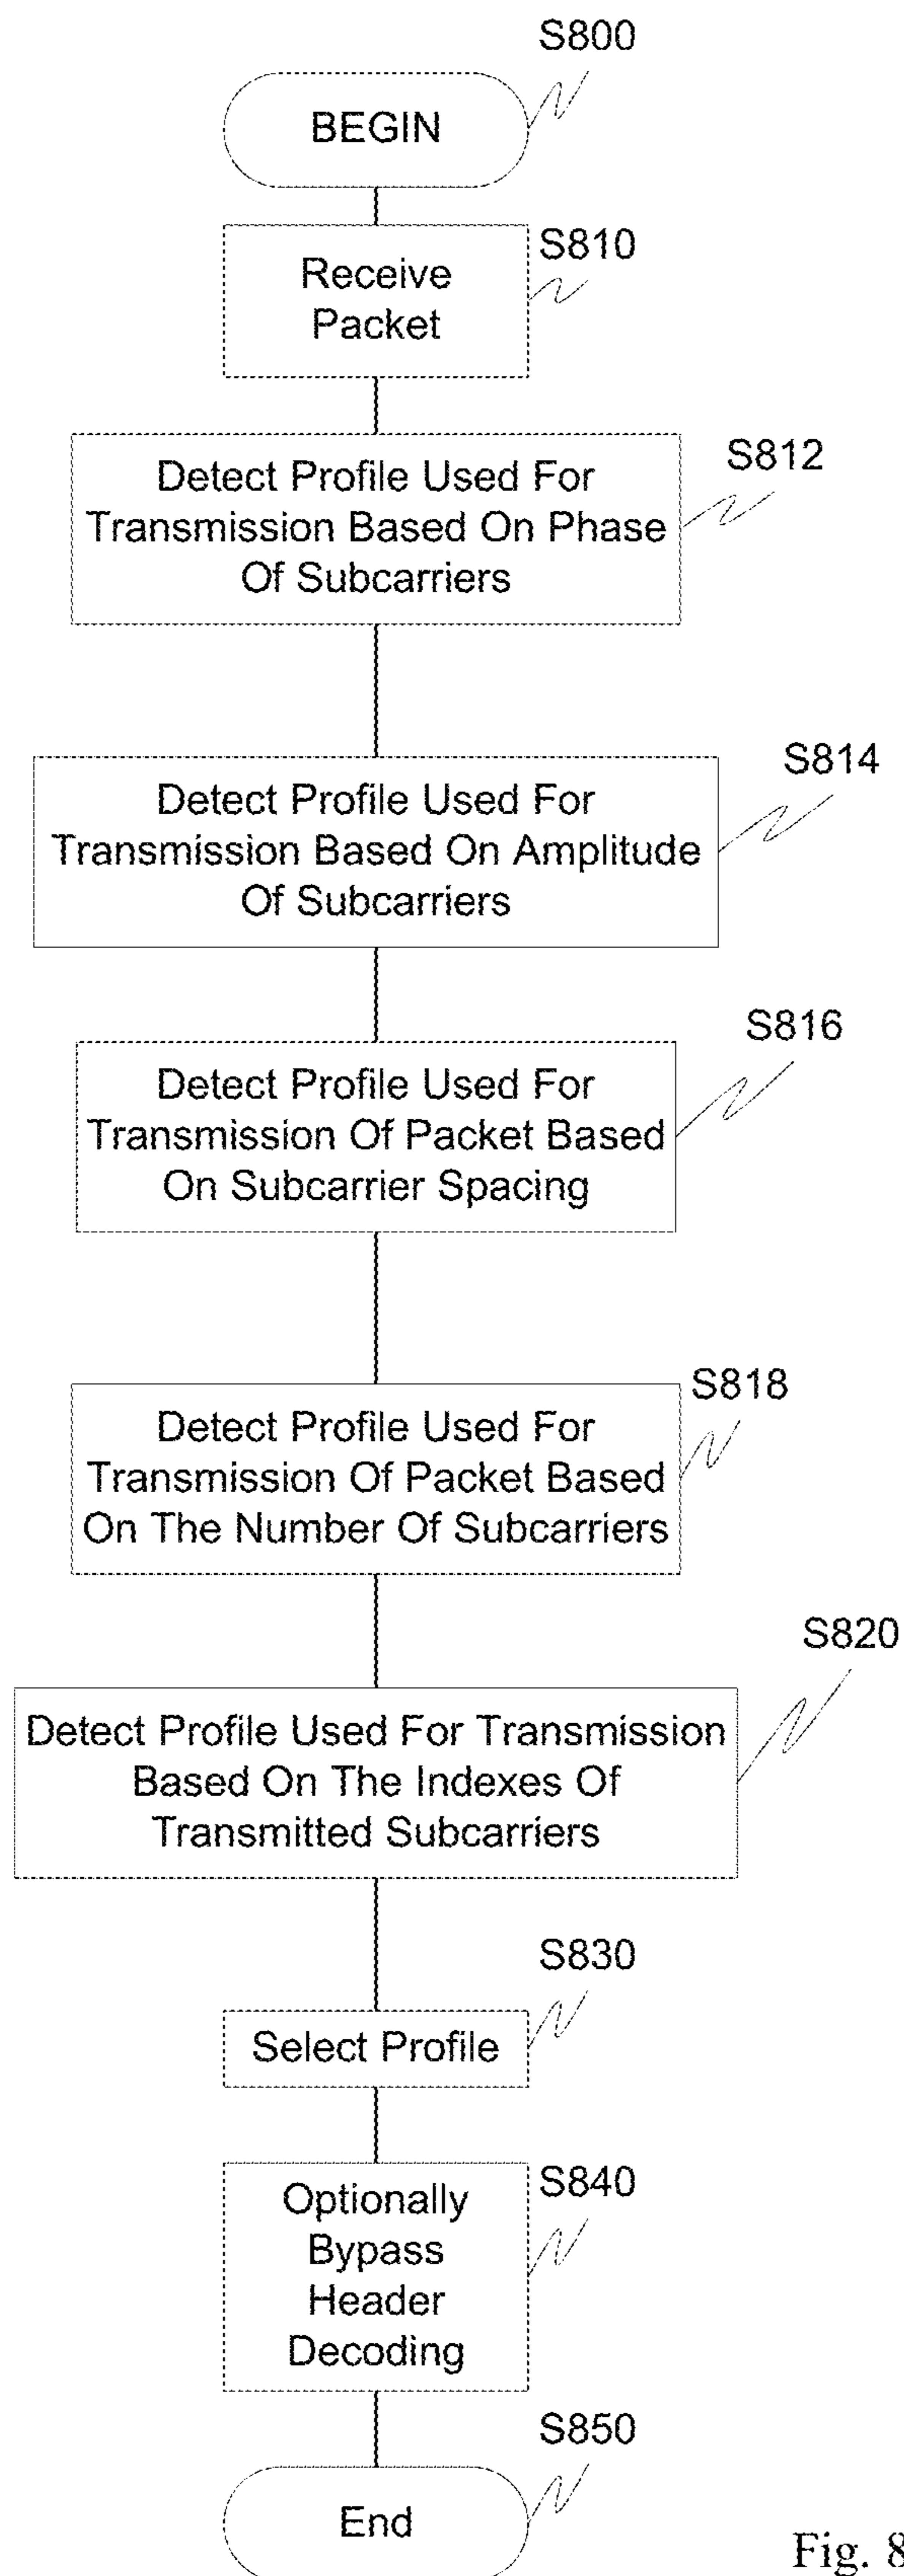 S800
BEGIN
S810
Receive
Packet
S812
Detect Profile Used For
Transmission Based On Phase
Of Subcarriers
S814
Detect Profile Used For
Transmission Based On Amplitude
Of Subcarriers
S816
Detect Profile Used For
Transmission Of Packet Based
On Subcarrier Spacing
S818
Detect Profile Used For
Transmission Of Packet Based
On The Number Of Subcarriers
S820
Detect Profile Used For Transmission
Based On The Indexes Of
Transmitted Subcarriers
S830
Select Profile
S840
Optionally
Bypass
Header
Decoding
S850
End
Fig. 8